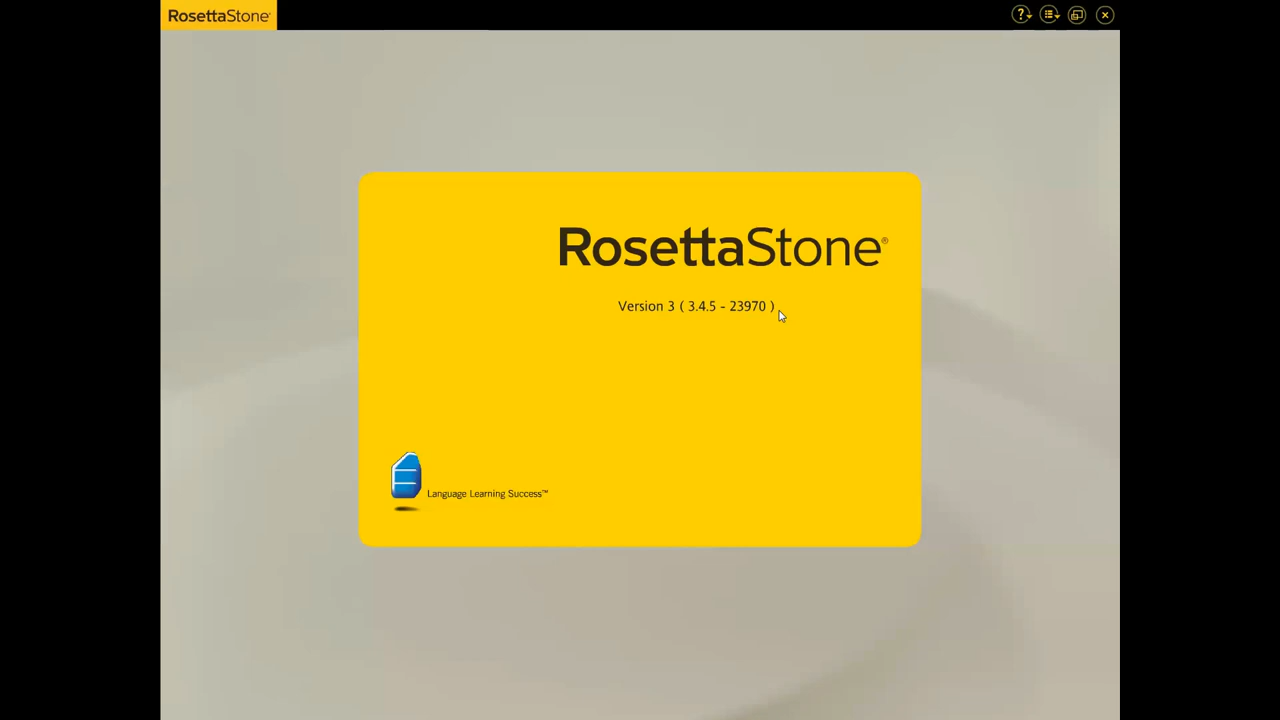 RosettaStone
?
RosettaStone®
Version 3 ( 3.4.5 - 23970 )
Language Learning Success™